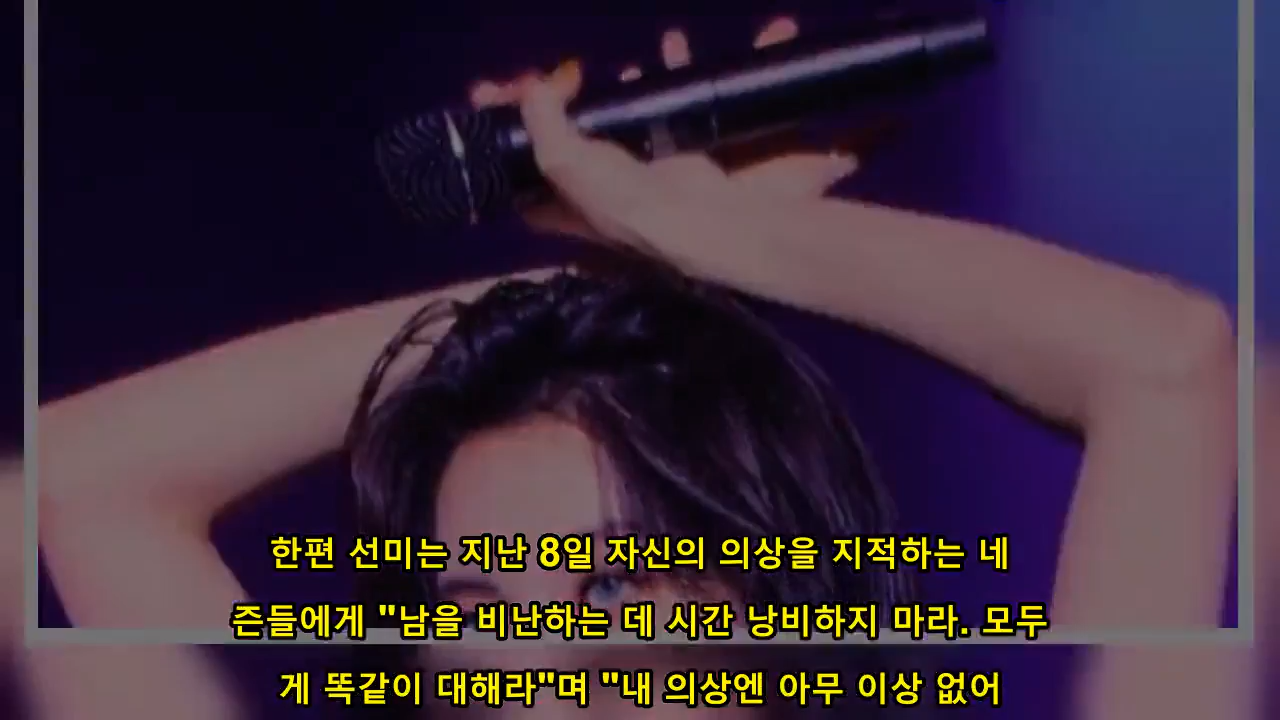 한편 선미는 지난 8일 자신의 의상을 지적하는 네
즌들에게 "남을 비난하는 데 시간 낭비하지 마라. 모두
게 똑같이 대해라"며 "내 의상엔 아무 이상 없어